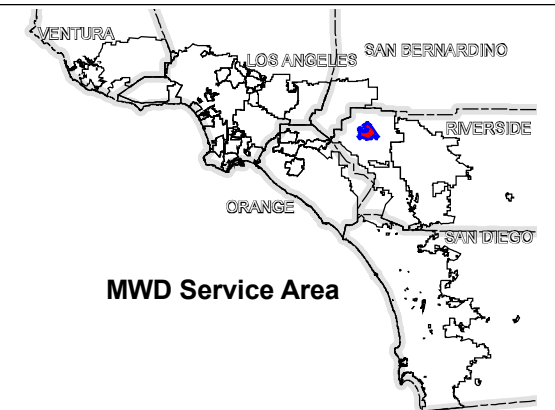 VENTURA
LOS ANGELES
SAN BERNARDINO
RIVERSIDE
ORANGE
SAN DIEGO
MWD Service Area